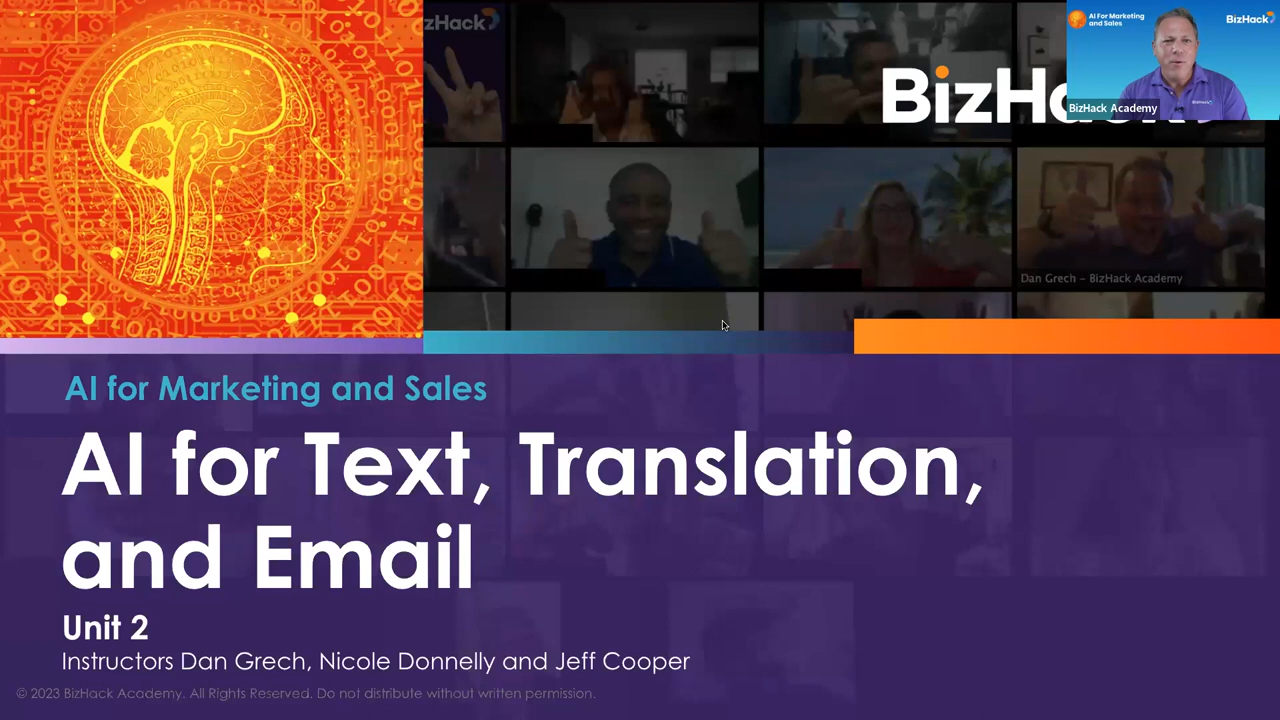 zHack
BizHa
AI For Marketing
and Sales
BizHack
BizHack Academy
Dan Grech – BizHack Academy
AI for Marketing and Sales
AI for Text, Translation,
and Email
Unit 2
Instructors Dan Grech, Nicole Donnelly and Jeff Cooper
© 2023 BizHack Academy. All Rights Reserved. Do not distribute without written permission.